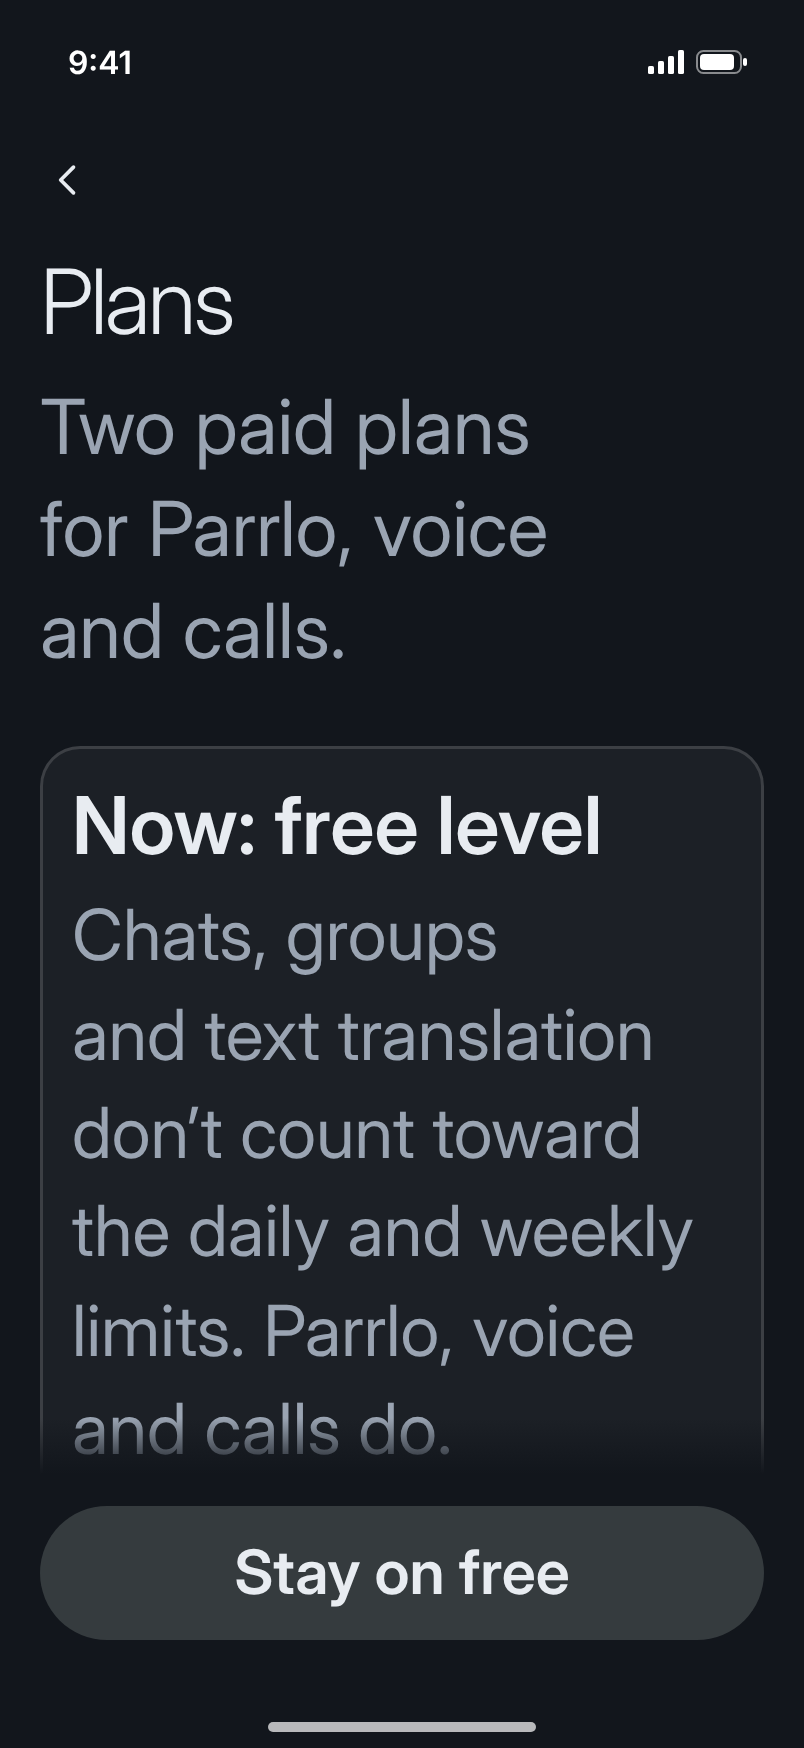 9:41
Plans
Two paid plans
for Parrlo, voice
and calls.
Now: free level
Chats, groups
and text translation
don’t count toward
the daily and weekly
limits. Parrlo, voice
and calls do.
Stay on free